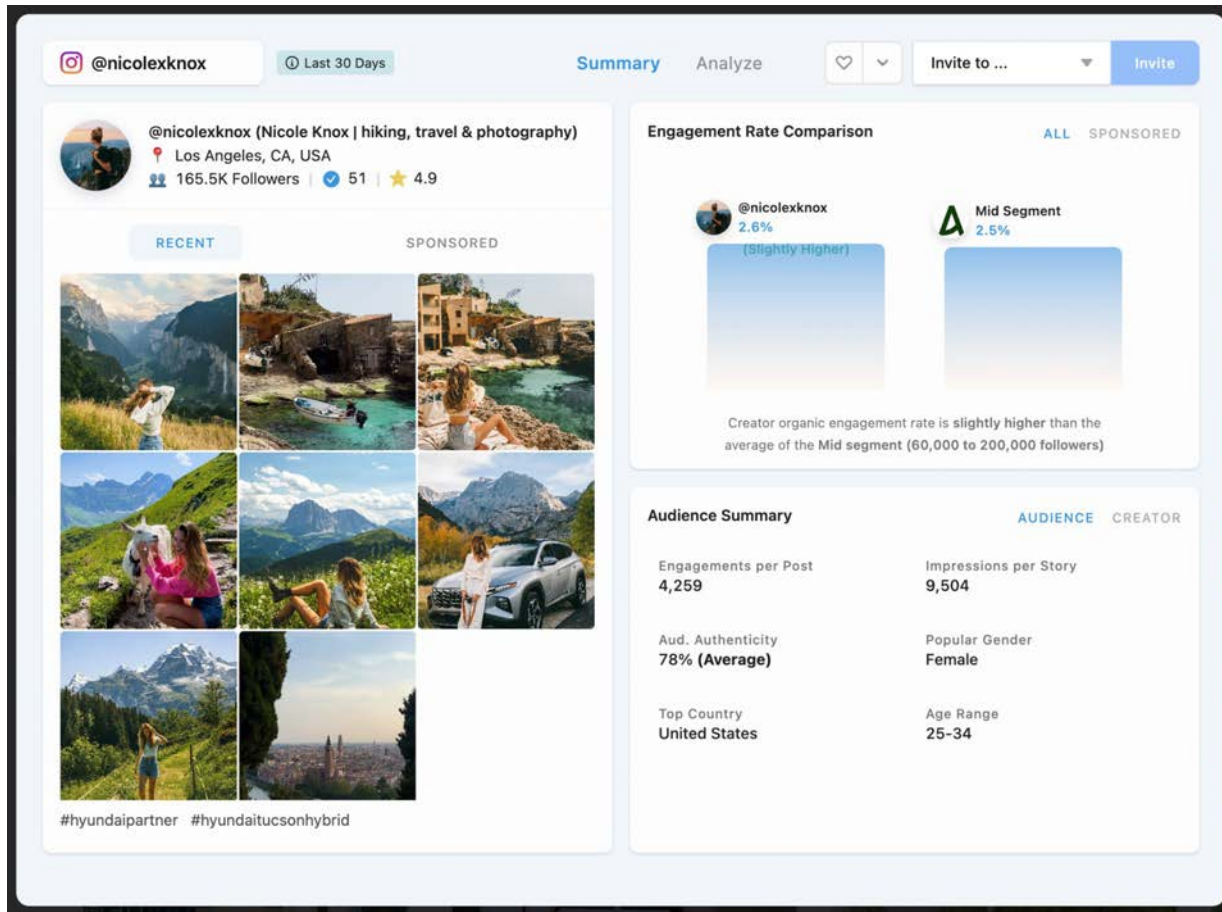 @nicolexknox
Last 30 Days
Summary
Analyze
Invite to ...
Invite
@nicolexknox (Nicole Knox | hiking, travel & photography)
Los Angeles, CA, USA
165.5K Followers | 51 | 4.9
RECENT
SPONSORED
#hyundaipartner #hyundaitucsonhybrid
Engagement Rate Comparison
ALL
SPONSORED
@nicolexknox
2.6%
(Slightly Higher)
Mid Segment
2.5%
Creator organic engagement rate is slightly higher than the
average of the Mid segment (60,000 to 200,000 followers)
Audience Summary
AUDIENCE
CREATOR
Engagements per Post
4,259
Impressions per Story
9,504
Aud. Authenticity
78% (Average)
Popular Gender
Female
Top Country
United States
Age Range
25-34